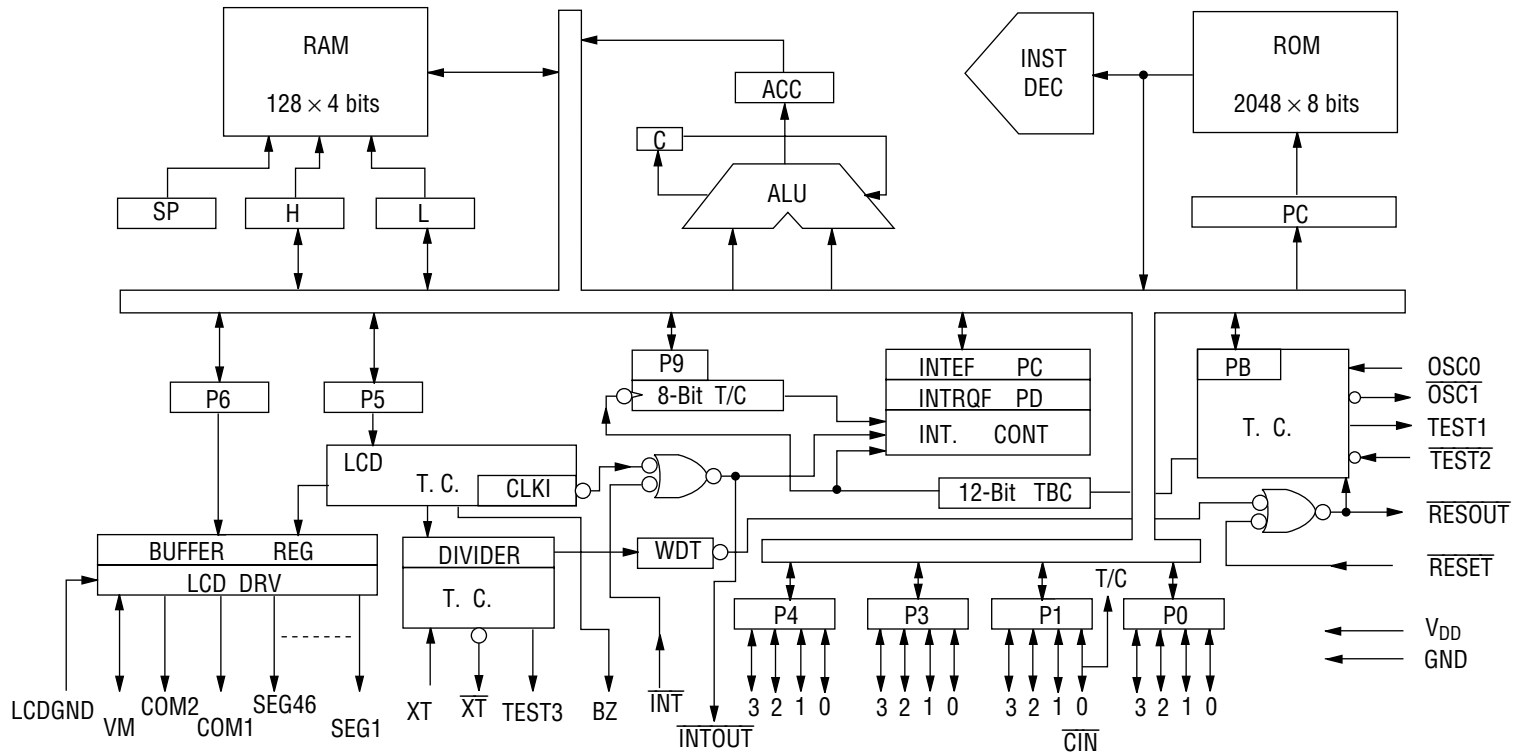 RAM
128 × 4 bits
ACC
C
ALU
INST
DEC
ROM
2048 × 8 bits
SP
H
L
PC
P6
P5
P9
8-Bit T/C
INTEF PC
INTRQF PD
INT. CONT
PB
T. C.
OSC0
OSC1
TEST1
TEST2
LCD
T. C.
CLKI
12-Bit TBC
RESOUT
RESET
BUFFER REG
LCD DRV
DIVIDER
T. C.
WDT
T/C
P4
P3
P1
P0
VDD
GND
LCDGND
VM
COM2
COM1
SEG46
SEG1
XT
XT
TEST3
BZ
INT
INTOUT
3 2 1 0
3 2 1 0
3 2 1 0
3 2 1 0
CIN